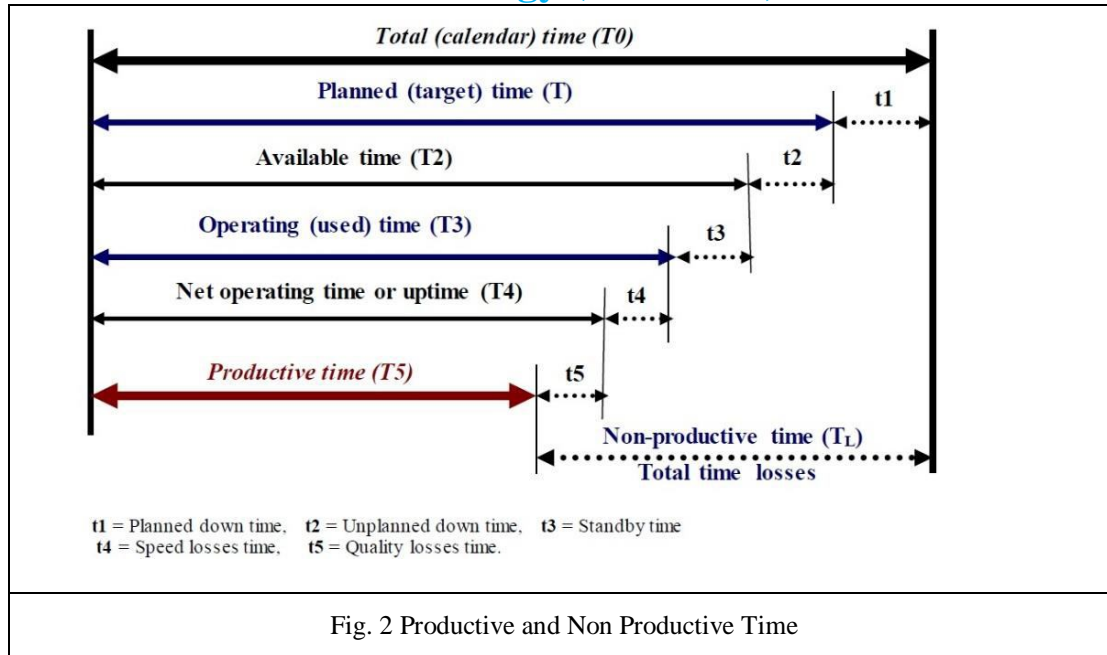 Total (calendar) time (T0)
Planned (target) time (T)
t1
Available time (T2)
t2
Operating (used) time (T3)
t3
Net operating time or uptime (T4)
t4
Productive time (T5)
t5
Non-productive time (TL)
Total time losses
t1 = Planned down time, t2 = Unplanned down time, t3 = Standby time
t4 = Speed losses time, t5 = Quality losses time.
Fig. 2 Productive and Non Productive Time